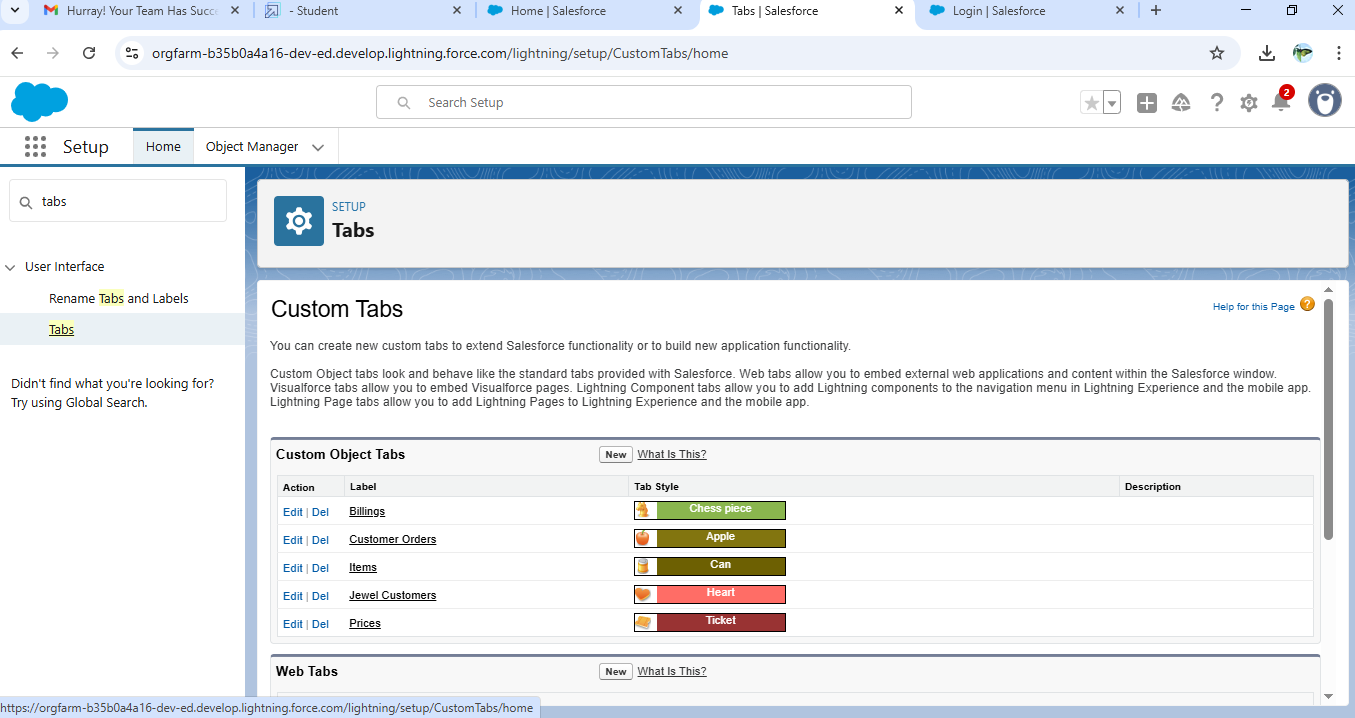 Hurray! Your Team Has Succ
- Student
Home | Salesforce
Tabs | Salesforce
Login | Salesforce
orgfarm-b35b0a4a16-dev-ed.develop.lightning.force.com/lightning/setup/CustomTabs/home
Search Setup
2
Setup
Home
Object Manager
tabs
User Interface
Rename Tabs and Labels
Tabs
Didn't find what you're looking for?
Try using Global Search.
SETUP
Tabs
Custom Tabs
Help for this Page ?
You can create new custom tabs to extend Salesforce functionality or to build new application functionality.
Custom Object tabs look and behave like the standard tabs provided with Salesforce. Web tabs allow you to embed external web applications and content within the Salesforce window.
Visualforce tabs allow you to embed Visualforce pages. Lightning Component tabs allow you to add Lightning components to the navigation menu in Lightning Experience and the mobile app.
Lightning Page tabs allow you to add Lightning Pages to Lightning Experience and the mobile app.
Custom Object Tabs New What Is This?
Action Label Tab Style Description
Edit | Del Billings Chess piece
Edit | Del Customer Orders Apple
Edit | Del Items Can
Edit | Del Jewel Customers Heart
Edit | Del Prices Ticket
Web Tabs New What Is This?
https://orgfarm-b35b0a4a16-dev-ed.develop.lightning.force.com/lightning/setup/CustomTabs/home